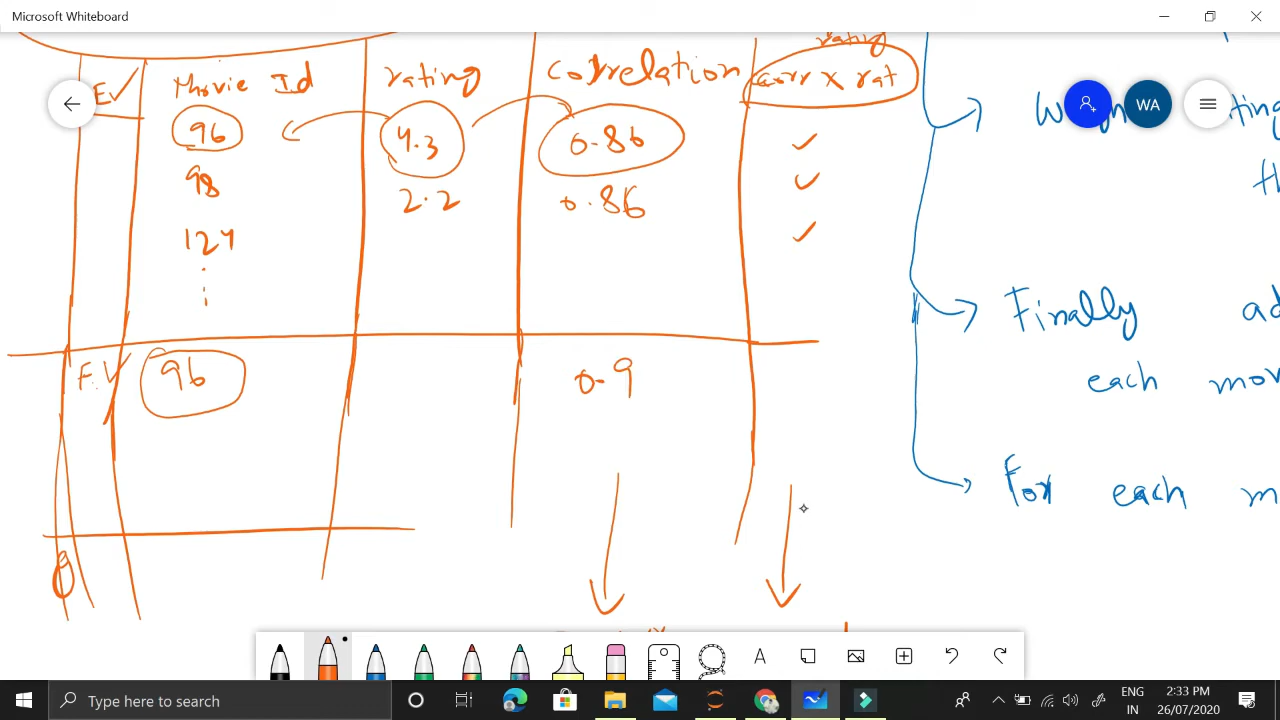 Microsoft Whiteboard
rating
E✓ Movie Id rating correlation corr x rat
WA
96 4.3 0.86 ✓
98 2.2 0.86 ✓
124 ✓
Finally
each
F.✓ 96 0.9
For each m
Type here to search
A
ENG
IN
2:33 PM
26/07/2020